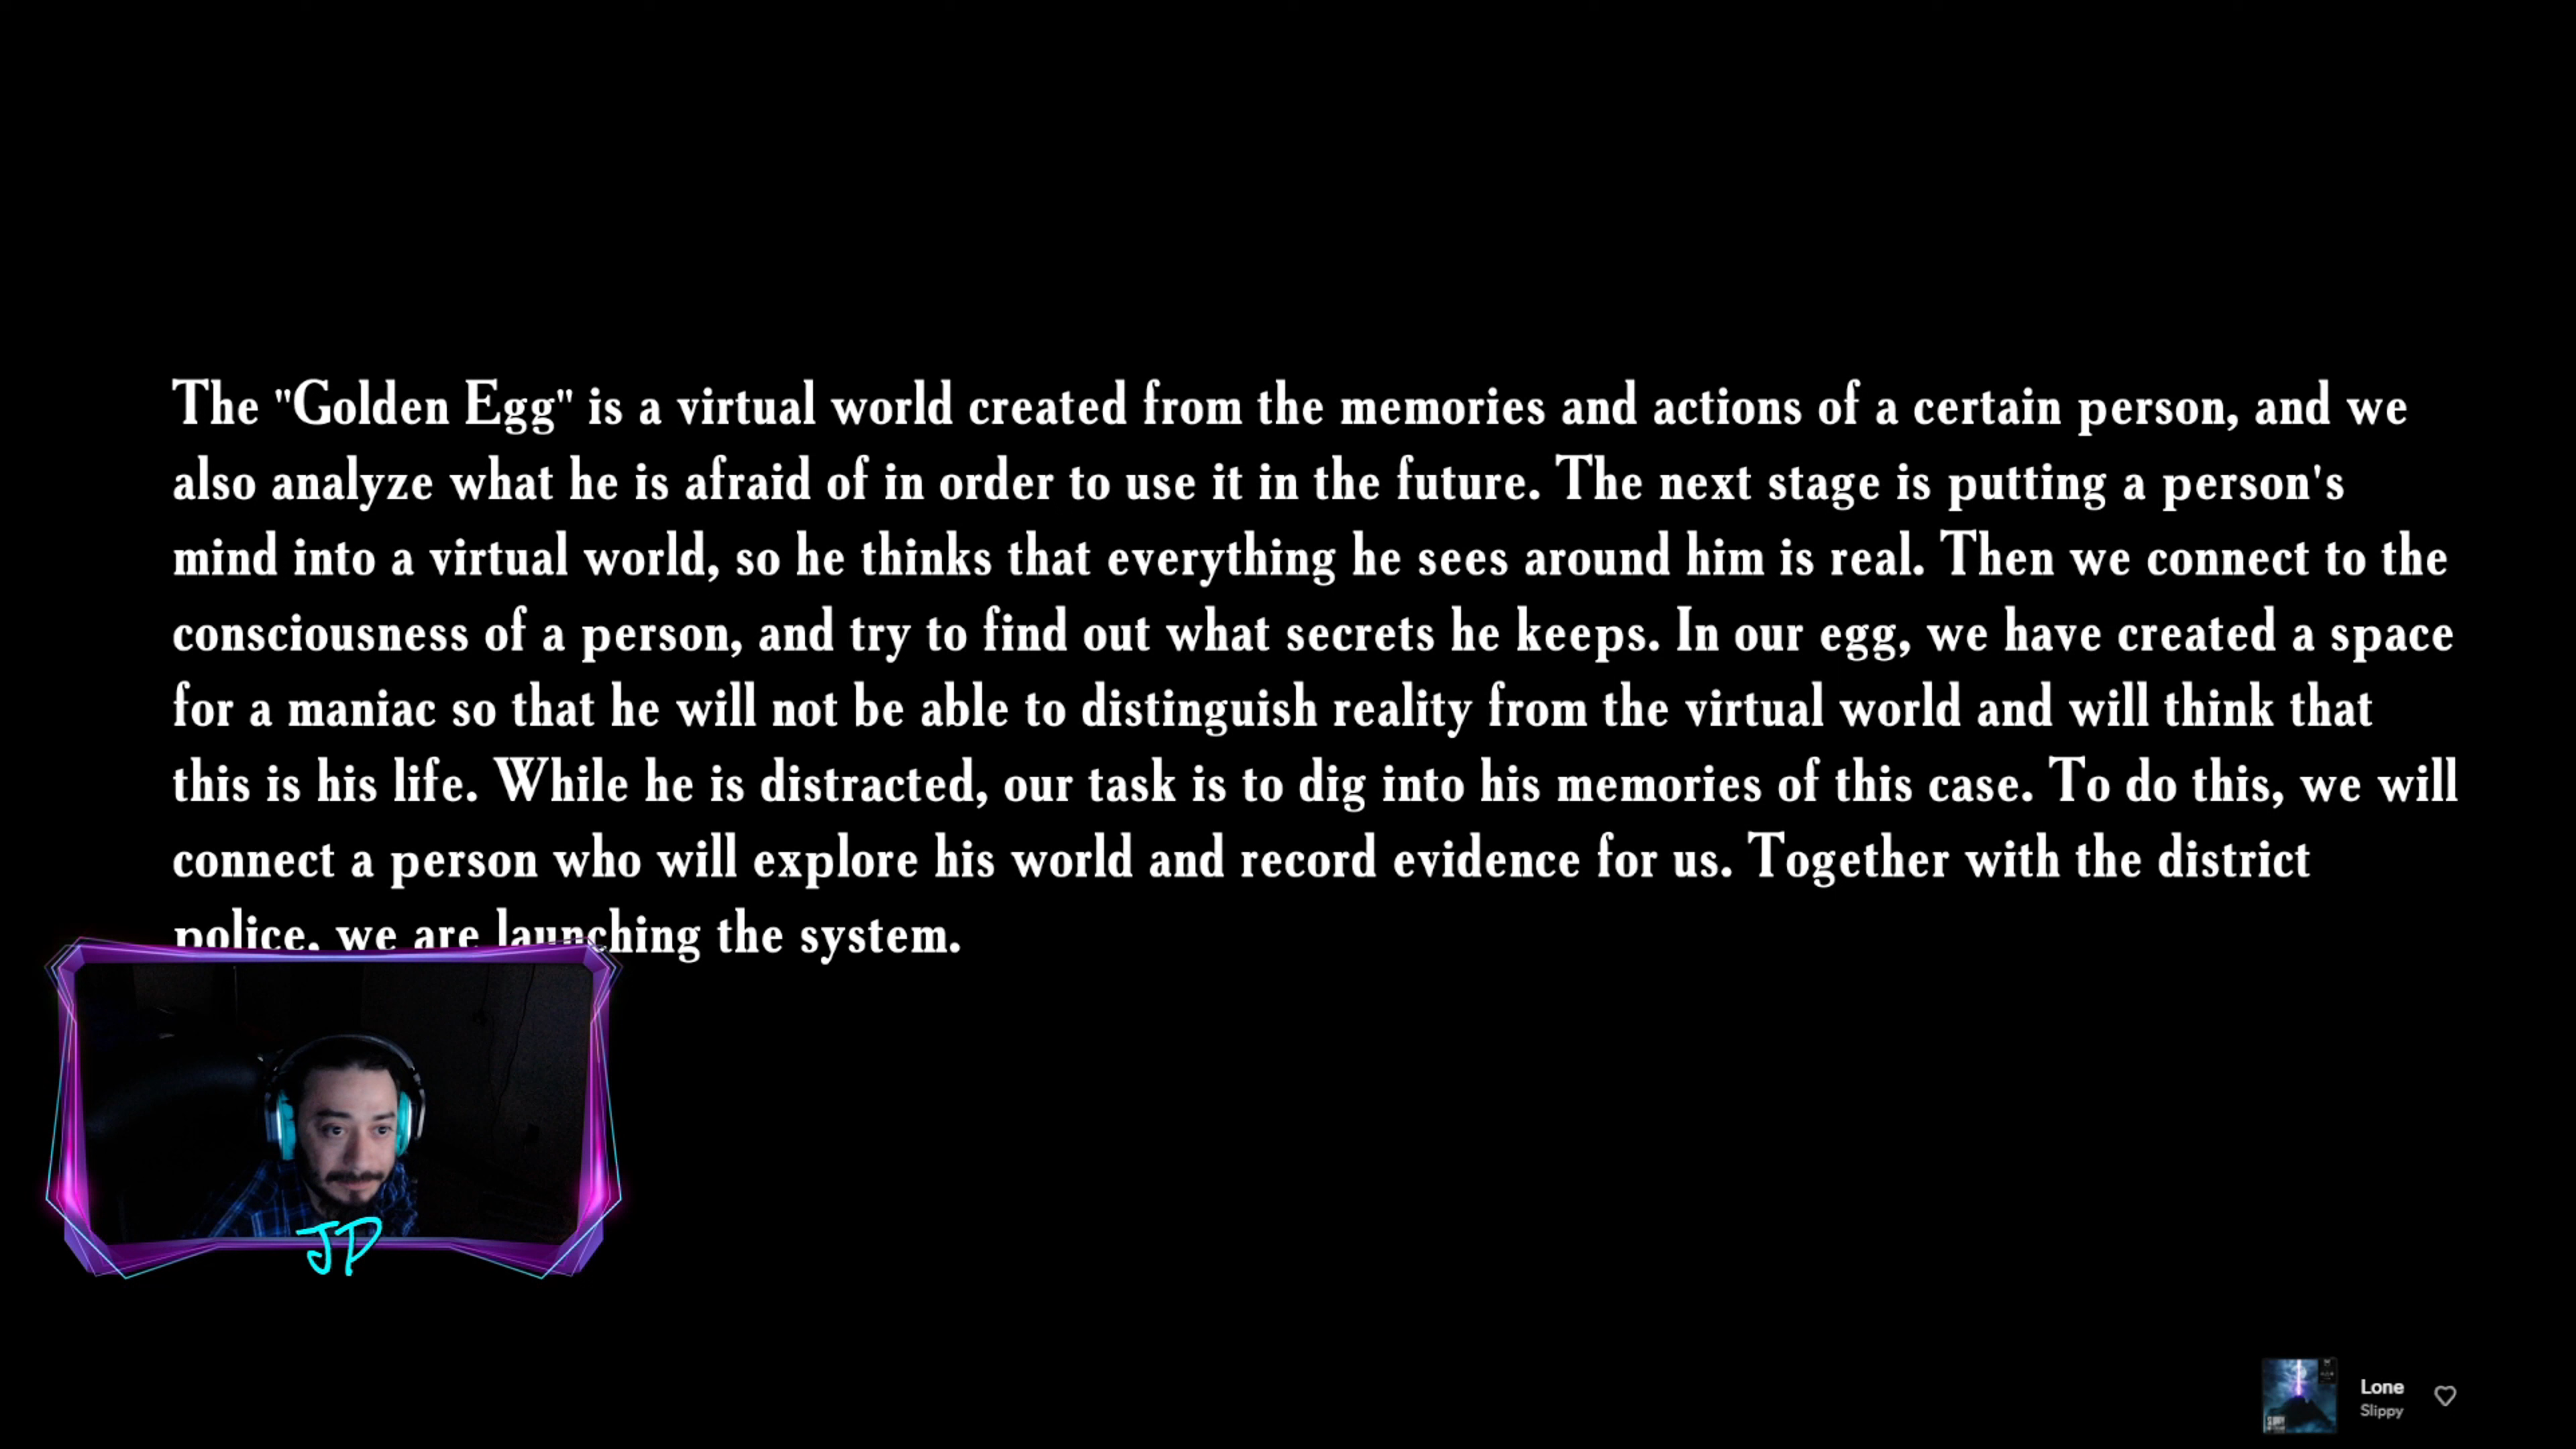 The "Golden Egg" is a virtual world created from the memories and actions of a certain person, and we
also analyze what he is afraid of in order to use it in the future. The next stage is putting a person's
mind into a virtual world, so he thinks that everything he sees around him is real. Then we connect to the
consciousness of a person, and try to find out what secrets he keeps. In our egg, we have created a space
for a maniac so that he will not be able to distinguish reality from the virtual world and will think that
this is his life. While he is distracted, our task is to dig into his memories of this case. To do this, we will
connect a person who will explore his world and record evidence for us. Together with the district
police, we are launching the system.
JD
Lone
Slippy